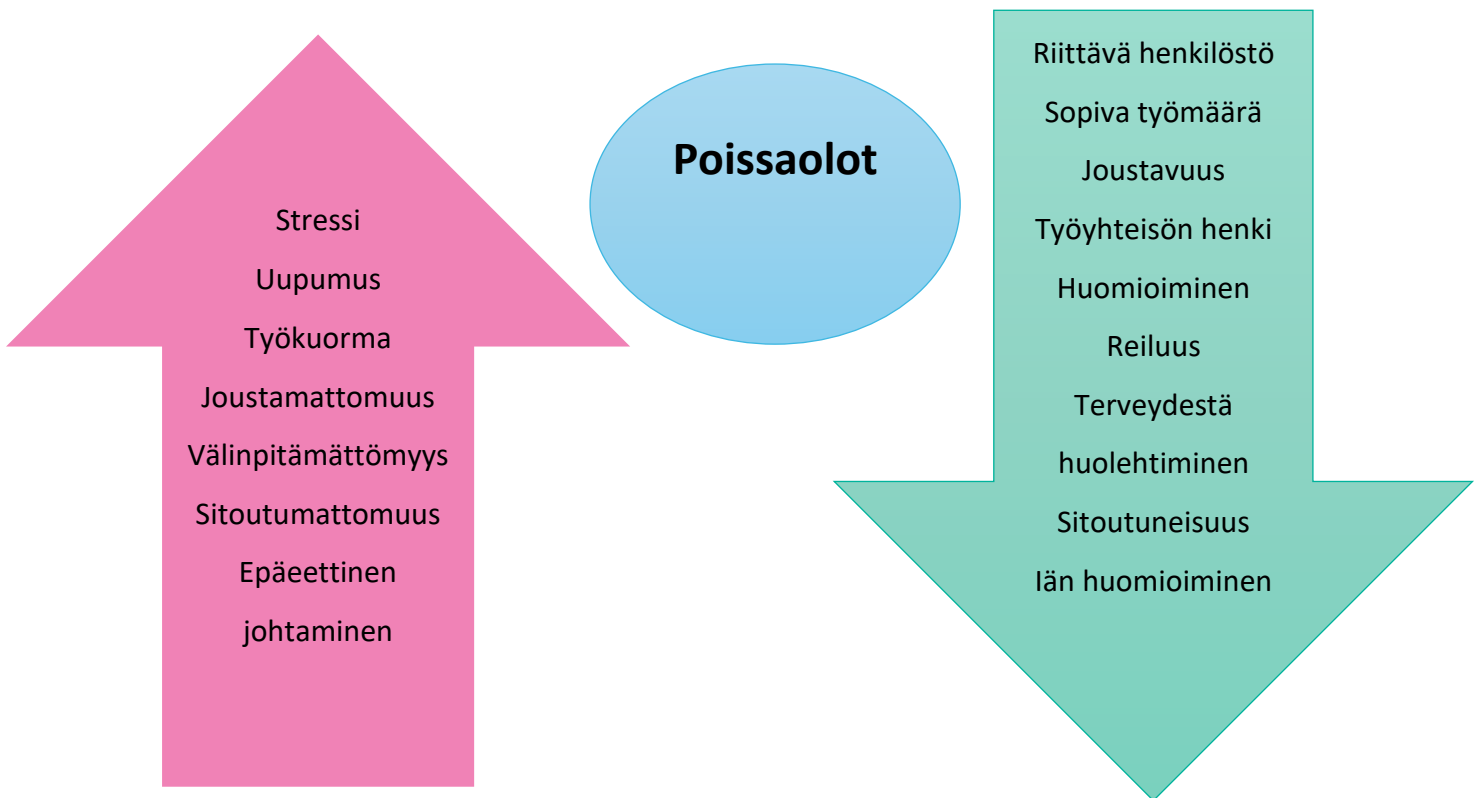 Stressi
Uupumus
Työkuorma
Joustamattomuus
Välinpitämättömyys
Sitoutumattomuus
Epäeettinen
johtaminen
Poissaolot
Riittävä henkilöstö
Sopiva työmäärä
Joustavuus
Työyhteisön henki
Huomioiminen
Reiluus
Terveydestä
huolehtiminen
Sitoutuneisuus
Iän huomioiminen